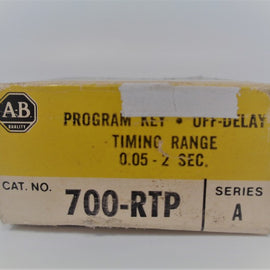 A-B
QUALITY
PROGRAM KEY • OFF-DELAY
TIMING RANGE
0.05 - 2 SEC.
CAT. NO.
700-RTP
SERIES
A